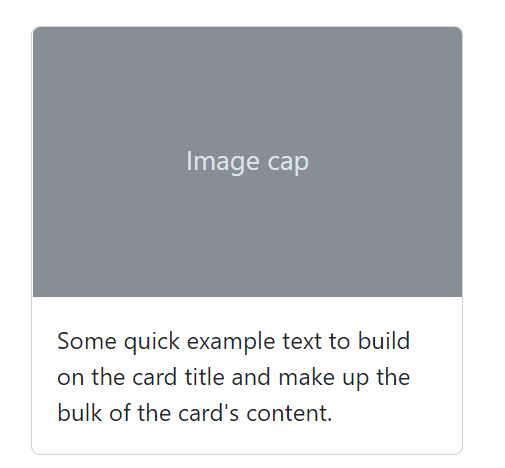 Image cap
Some quick example text to build
on the card title and make up the
bulk of the card's content.